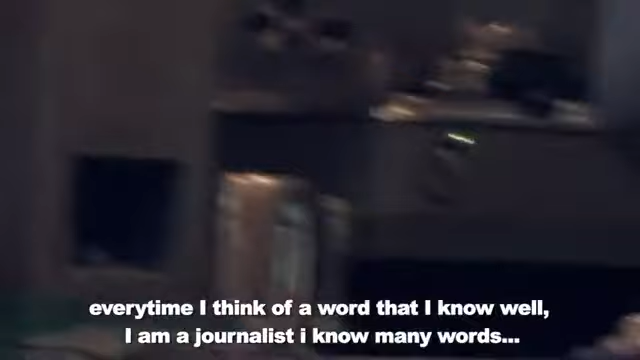 everytime I think of a word that I know well,
I am a journalist i know many words...